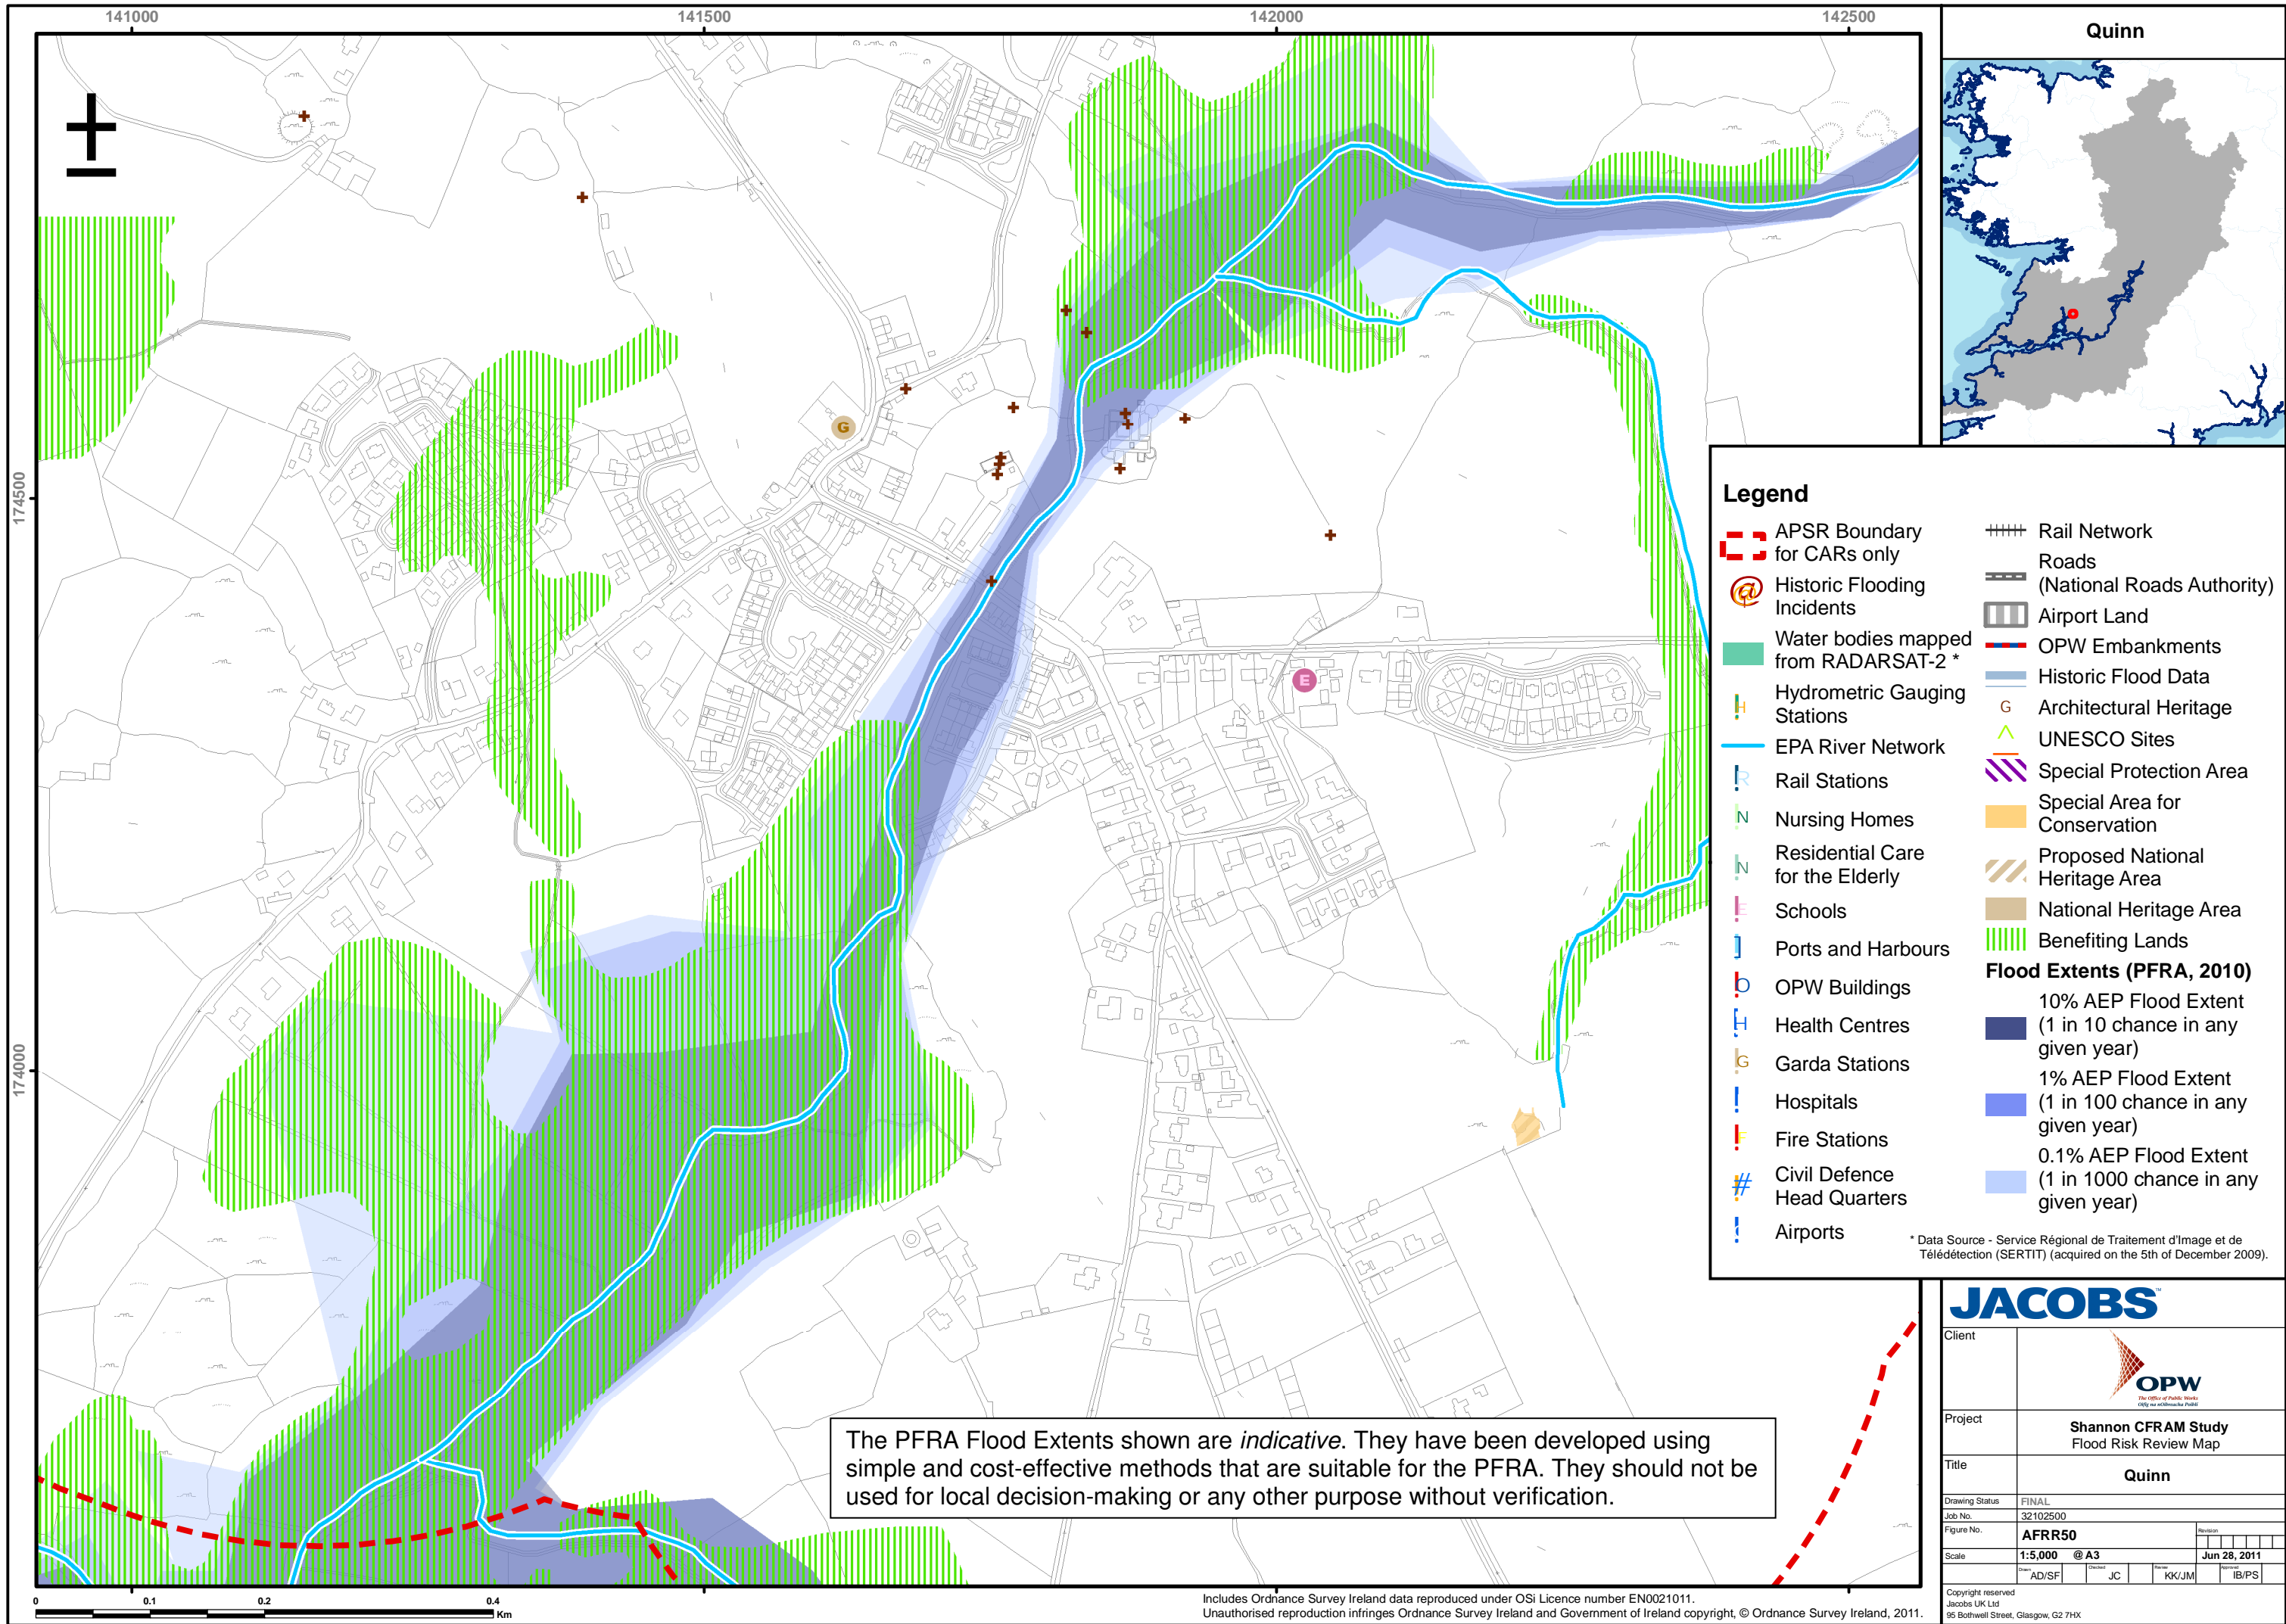 141000
141500
142000
142500
Quinn
174500
174000
G
E
Legend
APSR Boundary
for CARs only
Historic Flooding
Incidents
Water bodies mapped
from RADARSAT-2 *
Hydrometric Gauging
Stations
EPA River Network
Rail Stations
Nursing Homes
Residential Care
for the Elderly
Schools
Ports and Harbours
OPW Buildings
Health Centres
Garda Stations
Hospitals
Fire Stations
Civil Defence
Head Quarters
Airports
Rail Network
Roads
(National Roads Authority)
Airport Land
OPW Embankments
Historic Flood Data
Architectural Heritage
UNESCO Sites
Special Protection Area
Special Area for
Conservation
Proposed National
Heritage Area
National Heritage Area
Benefiting Lands
Flood Extents (PFRA, 2010)
10% AEP Flood Extent
(1 in 10 chance in any
given year)
1% AEP Flood Extent
(1 in 100 chance in any
given year)
0.1% AEP Flood Extent
(1 in 1000 chance in any
given year)
* Data Source - Service Régional de Traitement d'Image et de
Télédétection (SERTIT) (acquired on the 5th of December 2009).
The PFRA Flood Extents shown are indicative. They have been developed using
simple and cost-effective methods that are suitable for the PFRA. They should not be
used for local decision-making or any other purpose without verification.
JACOBS
Client
OPW
The Office of Public Works
Oifig na nOibreacha Poiblí
Project
Shannon CFRAM Study
Flood Risk Review Map
Title
Quinn
Drawing Status FINAL
Job No. 32102500
Figure No. AFRR50 Revision
Scale 1:5,000 @ A3 Jun 28, 2011
Drawn AD/SF Checked JC Review KK/JM Approved IB/PS
Copyright reserved
Jacobs UK Ltd
95 Bothwell Street, Glasgow, G2 7HX
0 0.1 0.2 0.4
Km
Includes Ordnance Survey Ireland data reproduced under OSi Licence number EN0021011.
Unauthorised reproduction infringes Ordnance Survey Ireland and Government of Ireland copyright, © Ordnance Survey Ireland, 2011.